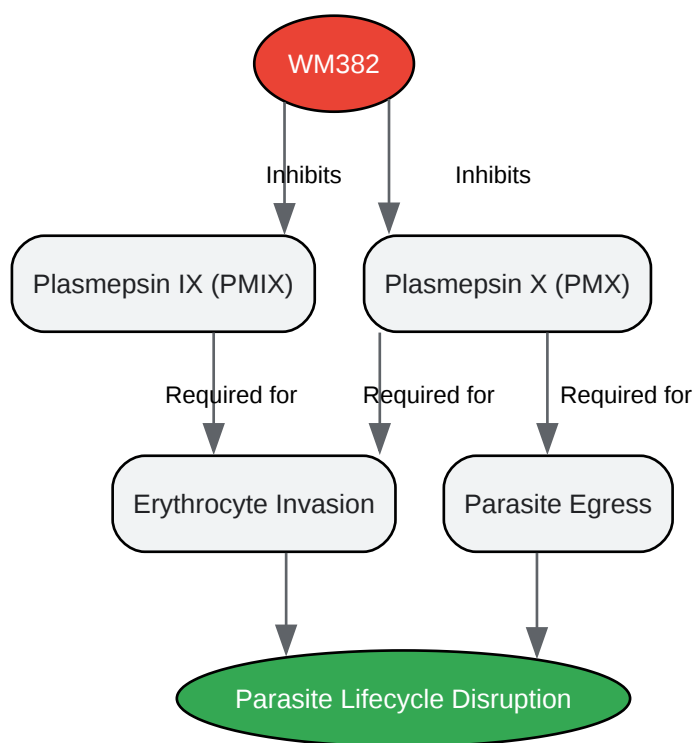 WM382
Inhibits
Inhibits
Plasmepsin IX (PMIX)
Plasmepsin X (PMX)
Required for
Required for
Required for
Erythrocyte Invasion
Parasite Egress
Parasite Lifecycle Disruption